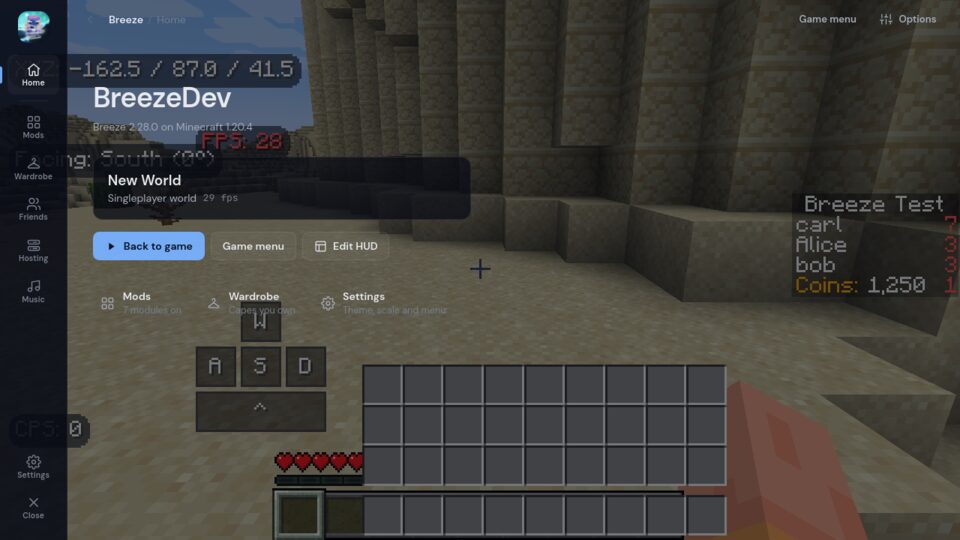 Breeze / Home
Game menu
Options
-162.5 / 87.0 / 41.5
Home
BreezeDev
Breeze 2.28.0 on Minecraft 1.20.4
FPS: 28
Mods
Facing: South (0°)
Wardrobe
New World
Singleplayer world 29 fps
Friends
Breeze Test
carl 7
Alice 3
bob 3
Coins: 1,250 1
Back to game
Game menu
Edit HUD
Hosting
Music
Mods
7 modules on
Wardrobe
Capes you own
Settings
Theme, scale and menu
W
A S D
^
CPS: 0
Settings
Close